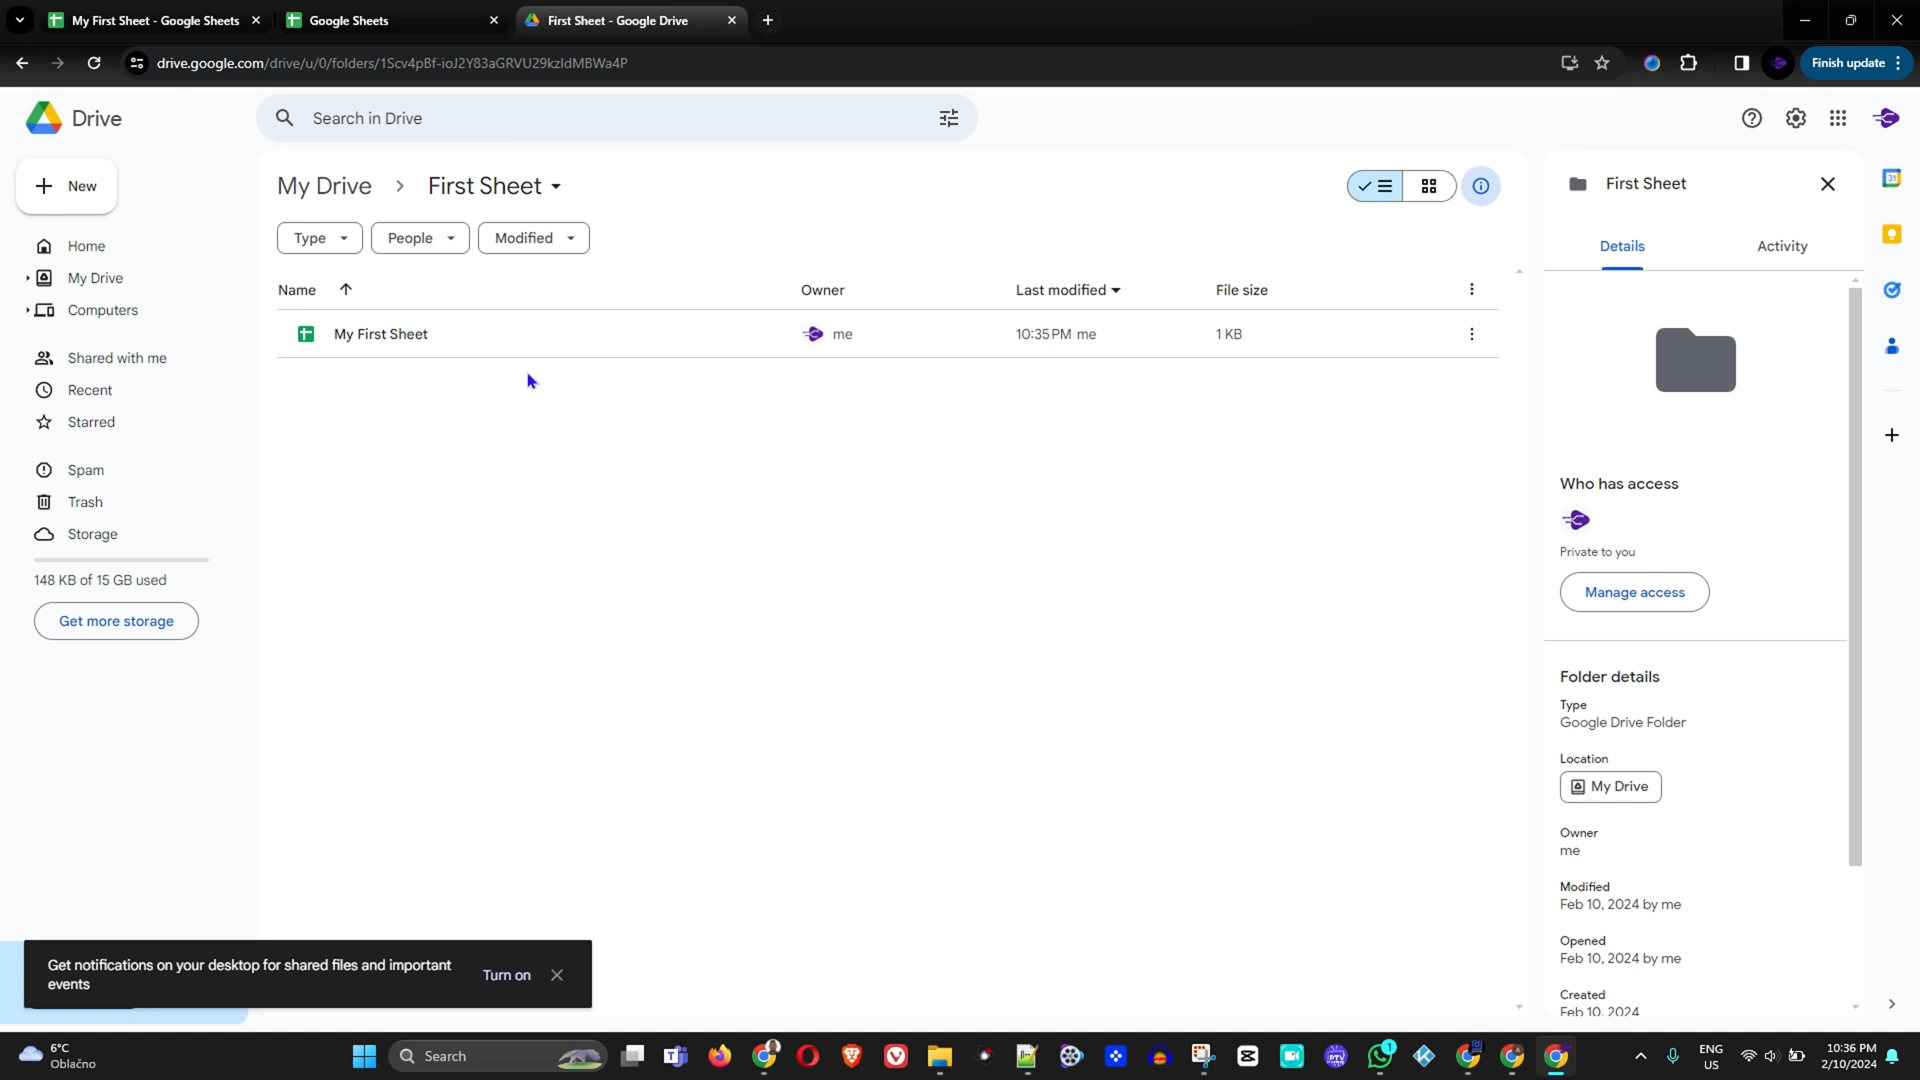 My First Sheet - Google Sheets
Google Sheets
First Sheet - Google Drive
drive.google.com/drive/u/0/folders/1Scv4pBf-ioJ2Y83aGRVU29kzIdMBWa4P
Finish update
Drive
Search in Drive
New
My Drive > First Sheet
First Sheet
Type
People
Modified
Details
Activity
Home
My Drive
Computers
Shared with me
Recent
Starred
Spam
Trash
Storage
148 KB of 15 GB used
Get more storage
Name
Owner
Last modified
File size
My First Sheet
me
10:35 PM me
1 KB
Who has access
Private to you
Manage access
Folder details
Type
Google Drive Folder
Location
My Drive
Owner
me
Modified
Feb 10, 2024 by me
Opened
Feb 10, 2024 by me
Created
Feb 10, 2024
31
Get notifications on your desktop for shared files and important
events
Turn on
6°C
Oblačno
Search
1
ENG
US
10:36 PM
2/10/2024